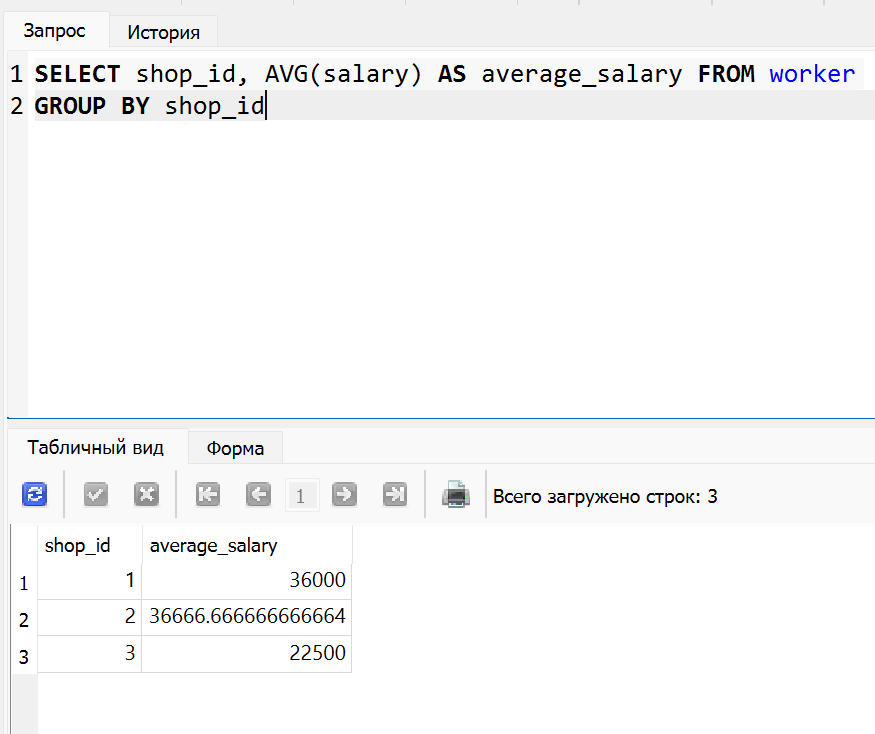 Запрос История
1 SELECT shop_id, AVG(salary) AS average_salary FROM worker
2 GROUP BY shop_id
Табличный вид Форма
1 Всего загружено строк: 3
shop_id average_salary
1 1 36000
2 2 36666.666666666664
3 3 22500